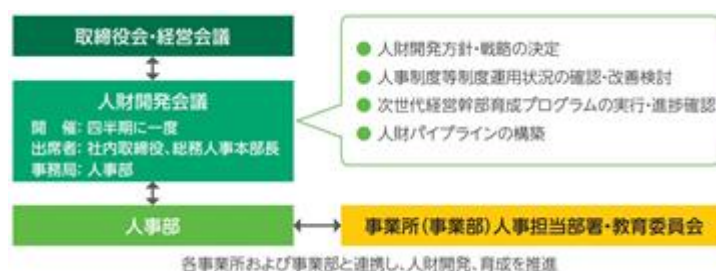 取締役会・経営会議
人財開発会議
開　催：四半期に一度
出席者：社内取締役、総務人事本部長
事務局：人事部
● 人財開発方針・戦略の決定
● 人事制度等制度運用状況の確認・改善検討
● 次世代経営幹部育成プログラムの実行・進捗確認
● 人財パイプラインの構築
人事部
事業所（事業部）人事担当部署・教育委員会
各事業所および事業部と連携し、人財開発、育成を推進